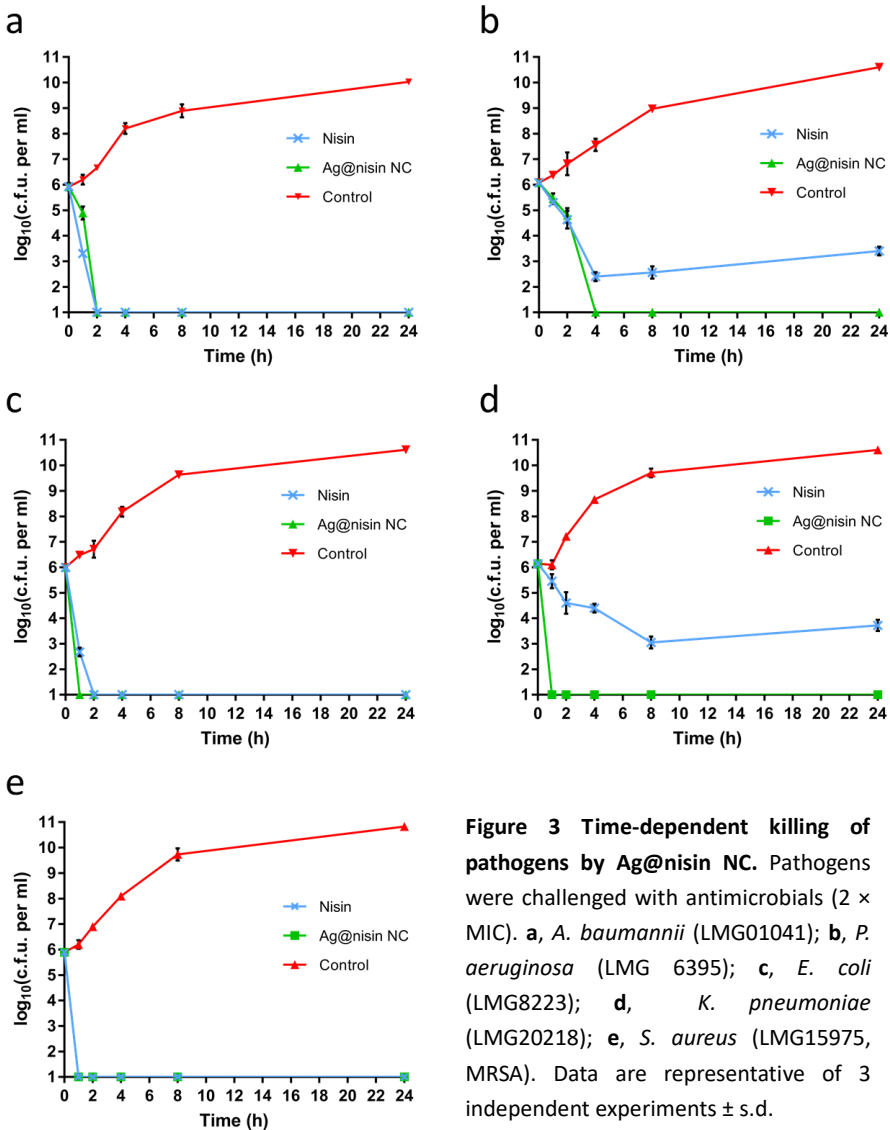 a
11
10
9
8
7
6
5
4
3
2
1
log10(c.f.u. per ml)
Nisin
Ag@nisin NC
Control
0 2 4 6 8 10 12 14 16 18 20 22 24
Time (h)
b
11
10
9
8
7
6
5
4
3
2
1
log10(c.f.u. per ml)
Nisin
Ag@nisin NC
Control
0 2 4 6 8 10 12 14 16 18 20 22 24
Time (h)
c
11
10
9
8
7
6
5
4
3
2
1
log10(c.f.u. per ml)
Nisin
Ag@nisin NC
Control
0 2 4 6 8 10 12 14 16 18 20 22 24
Time (h)
d
11
10
9
8
7
6
5
4
3
2
1
log10(c.f.u. per ml)
Nisin
Ag@nisin NC
Control
0 2 4 6 8 10 12 14 16 18 20 22 24
Time (h)
e
11
10
9
8
7
6
5
4
3
2
1
log10(c.f.u. per ml)
Nisin
Ag@nisin NC
Control
0 2 4 6 8 10 12 14 16 18 20 22 24
Time (h)
Figure 3 Time-dependent killing of
pathogens by Ag@nisin NC. Pathogens
were challenged with antimicrobials (2 ×
MIC). a, A. baumannii (LMG01041); b, P.
aeruginosa (LMG 6395); c, E. coli
(LMG8223); d, K. pneumoniae
(LMG20218); e, S. aureus (LMG15975,
MRSA). Data are representative of 3
independent experiments ± s.d.